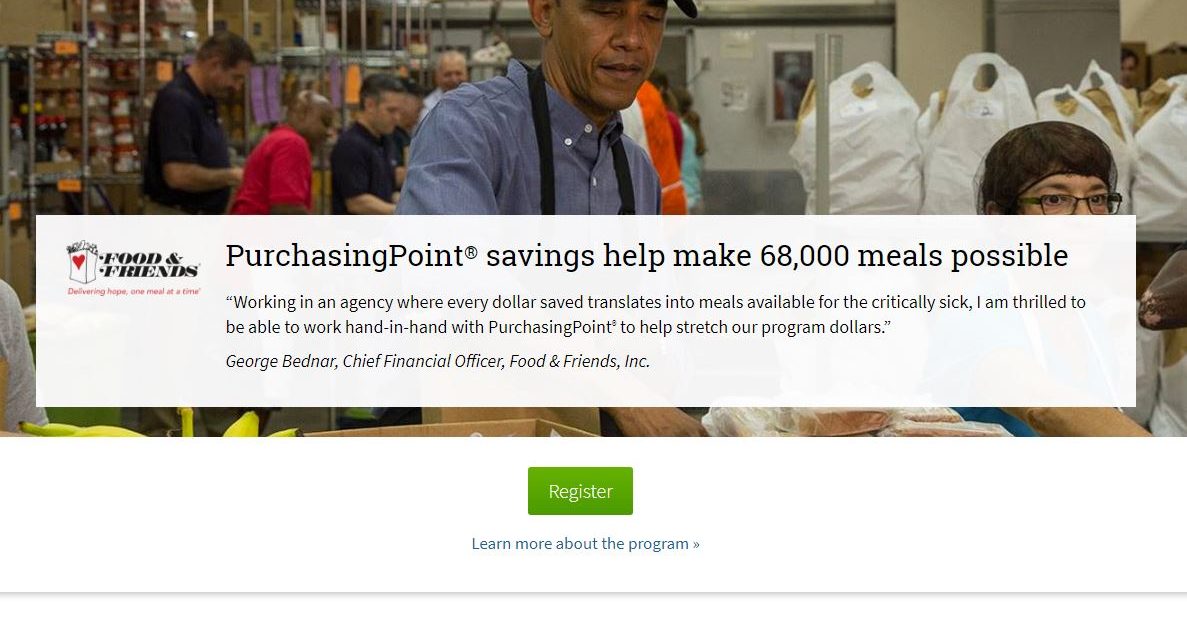 FOOD &
FRIENDS
Delivering hope, one meal at a time®
PurchasingPoint® savings help make 68,000 meals possible
“Working in an agency where every dollar saved translates into meals available for the critically sick, I am thrilled to
be able to work hand-in-hand with PurchasingPoint® to help stretch our program dollars.”
George Bednar, Chief Financial Officer, Food & Friends, Inc.
Register
Learn more about the program »